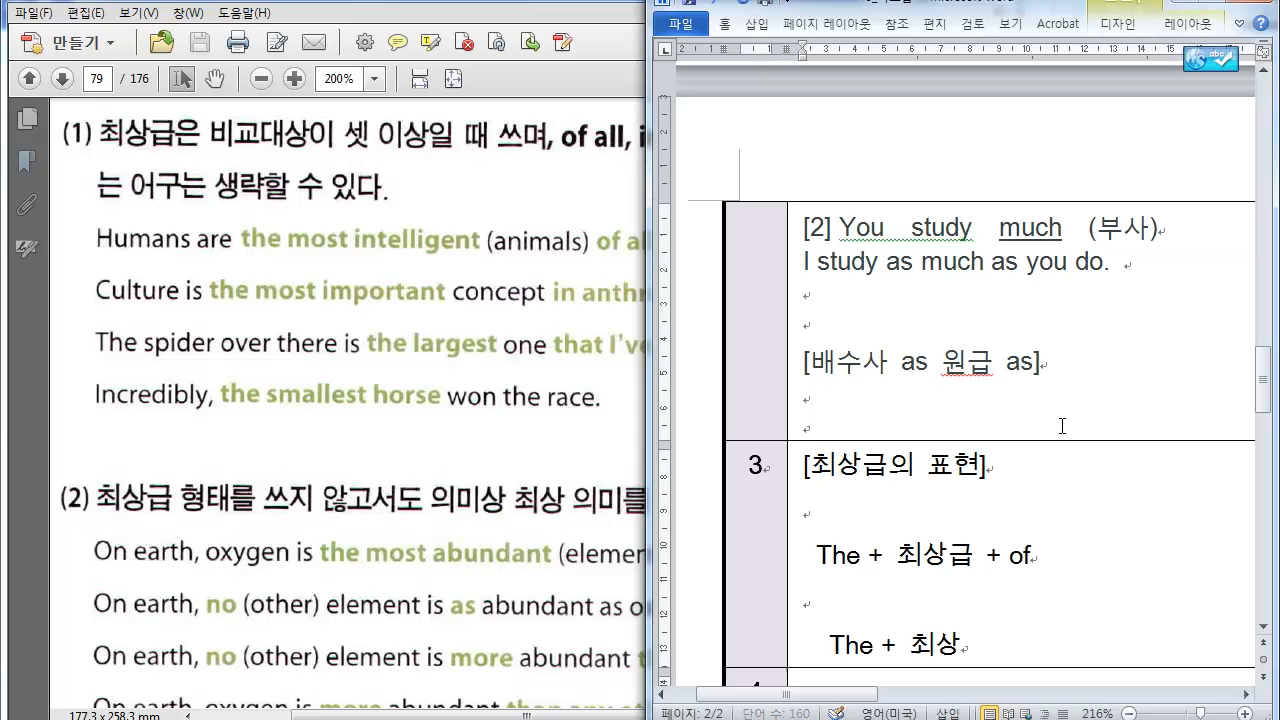 파일(F) 편집(E) 보기(V) 창(W) 도움말(H)
만들기
79 / 176
200%
(1) 최상급은 비교대상이 셋 이상일 때 쓰며, of all,
는 어구는 생략할 수 있다.
Humans are the most intelligent (animals) of
Culture is the most important concept in
The spider over there is the largest one that
Incredibly, the smallest horse won the race.
(2) 최상급 형태를 쓰지 않고서도 의미상 최상 의미를
On earth, oxygen is the most abundant
On earth, no (other) element is as abundant as
On earth, no (other) element is more abundant
177.3 x 258.3 mm
파일 홈 삽입 페이지 레이아웃 참조 편지 검토 보기 Acrobat 디자인 레이아웃
[2] You study much (부사)
I study as much as you do.
[배수사 as 원급 as]
3 [최상급의 표현]
The + 최상급 + of
The + 최상
페이지: 2/2 단어 수: 160 영어(미국) 삽입 216%